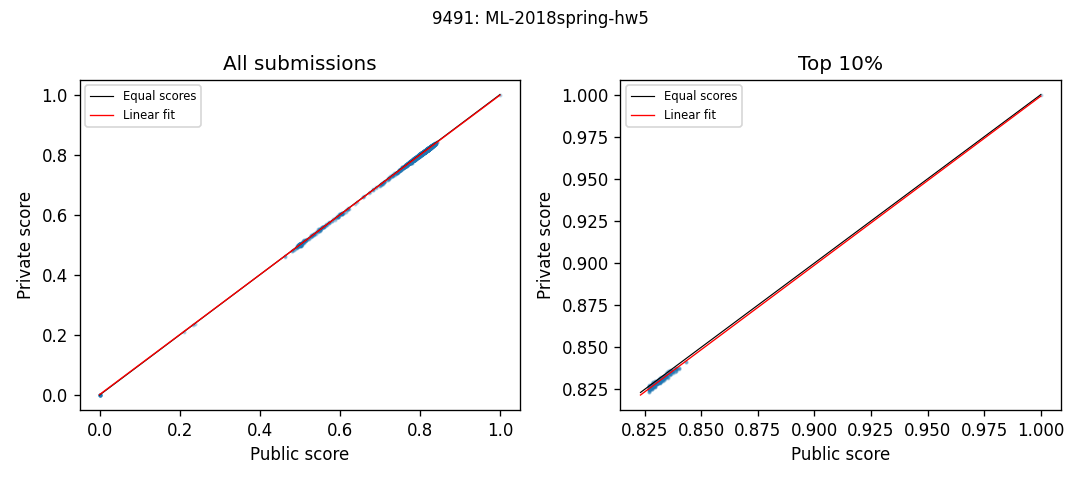 9491: ML-2018spring-hw5
All submissions
Equal scores
Linear fit
1.0
0.8
0.6
0.4
0.2
0.0
Private score
0.0 0.2 0.4 0.6 0.8 1.0
Public score
Top 10%
Equal scores
Linear fit
1.000
0.975
0.950
0.925
0.900
0.875
0.850
0.825
Private score
0.825 0.850 0.875 0.900 0.925 0.950 0.975 1.000
Public score